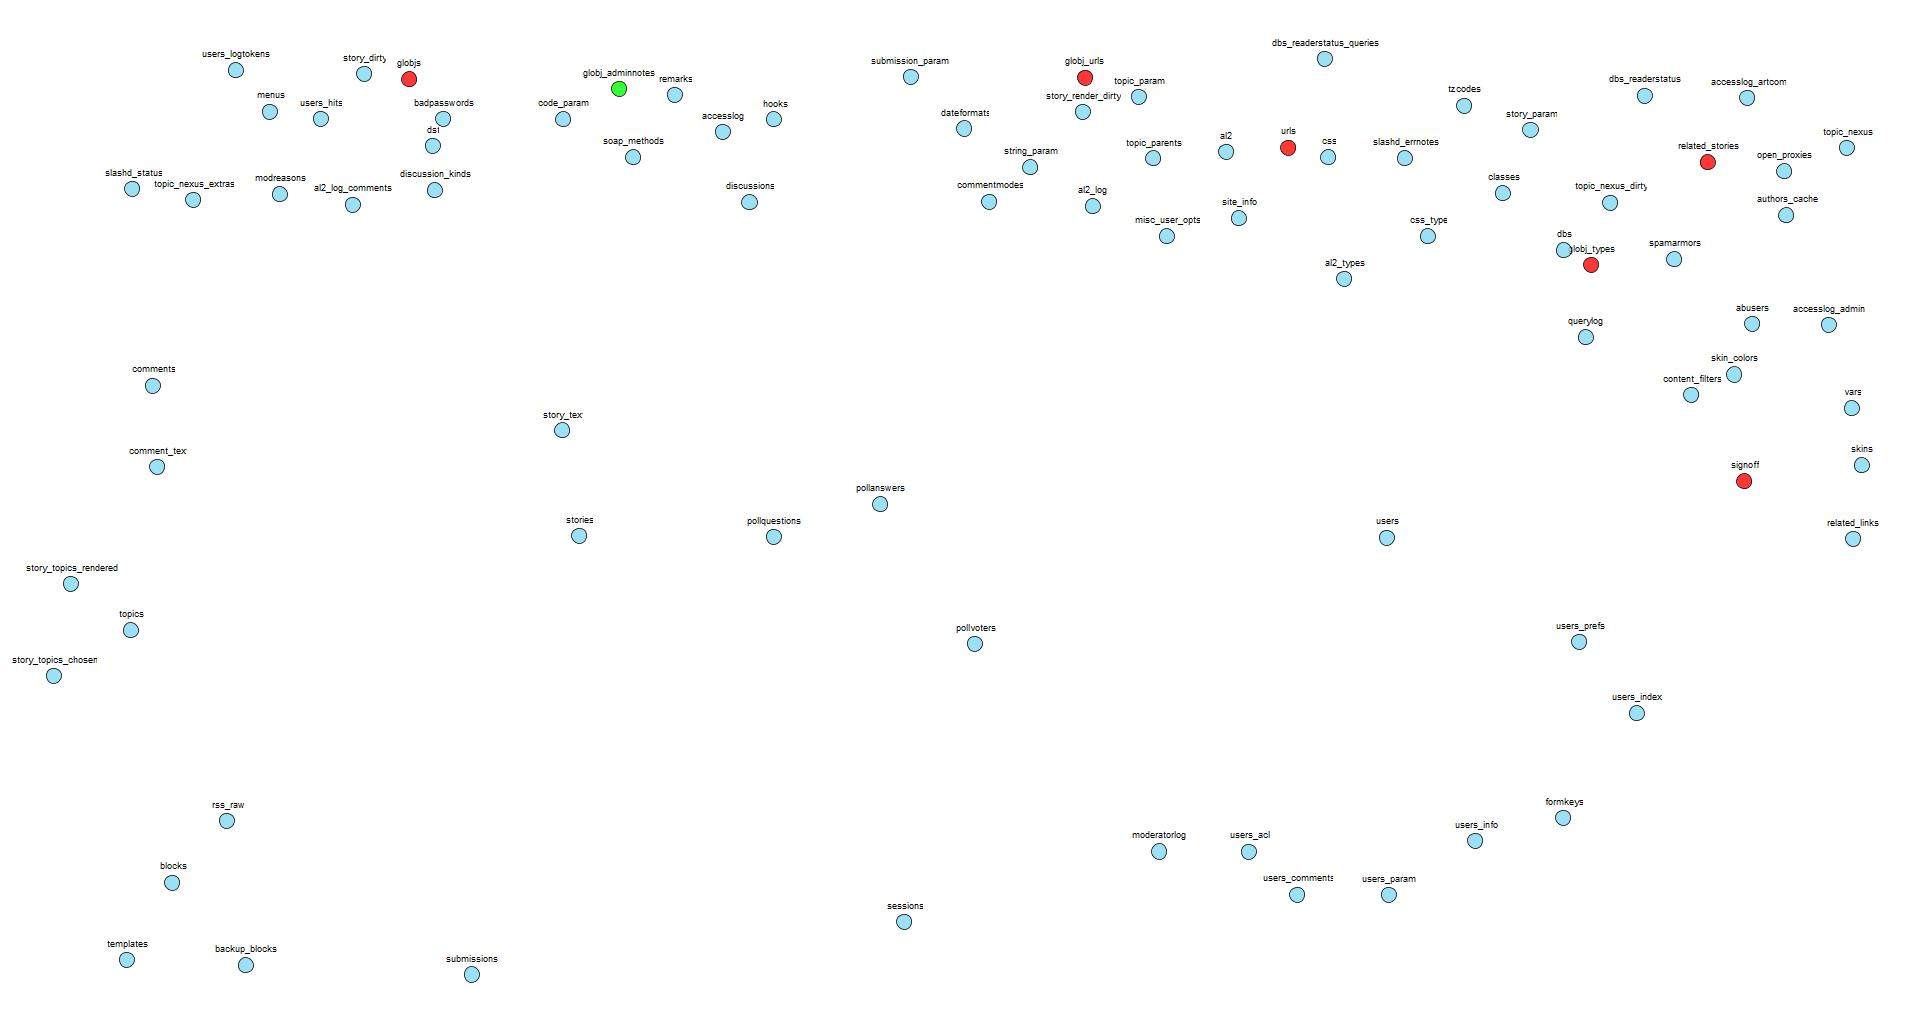 dbs_readerstatus_queries
users_logtokens
story_dirty
globjs
submission_param
globj_urls
globj_adminnotes
remarks
topic_param
dbs_readerstatus
accesslog_artcom
tzcodes
menus
users_hits
badpasswords
code_param
hooks
story_render_dirty
dateformats
story_param
accesslog
dst
soap_methods
string_param
topic_parents
al2
urls
css
slashd_errnotes
related_stories
open_proxies
topic_nexus
slashd_status
topic_nexus_extras
modreasons
al2_log_comments
discussion_kinds
discussions
commentmodes
al2_log
classes
topic_nexus_dirty
authors_cache
misc_user_opts
site_info
css_type
dbs
globj_types
spamarmors
al2_types
querylog
abusers
accesslog_admin
comments
skin_colors
content_filters
vars
story_tex
comment_tex
skins
signoff
pollanswers
stories
pollquestions
users
related_links
story_topics_rendered
topics
pollvoters
users_prefs
story_topics_chosen
users_index
rss_raw
formkeys
moderatorlog
users_acl
users_info
blocks
users_comments
users_param
sessions
templates
backup_blocks
submissions